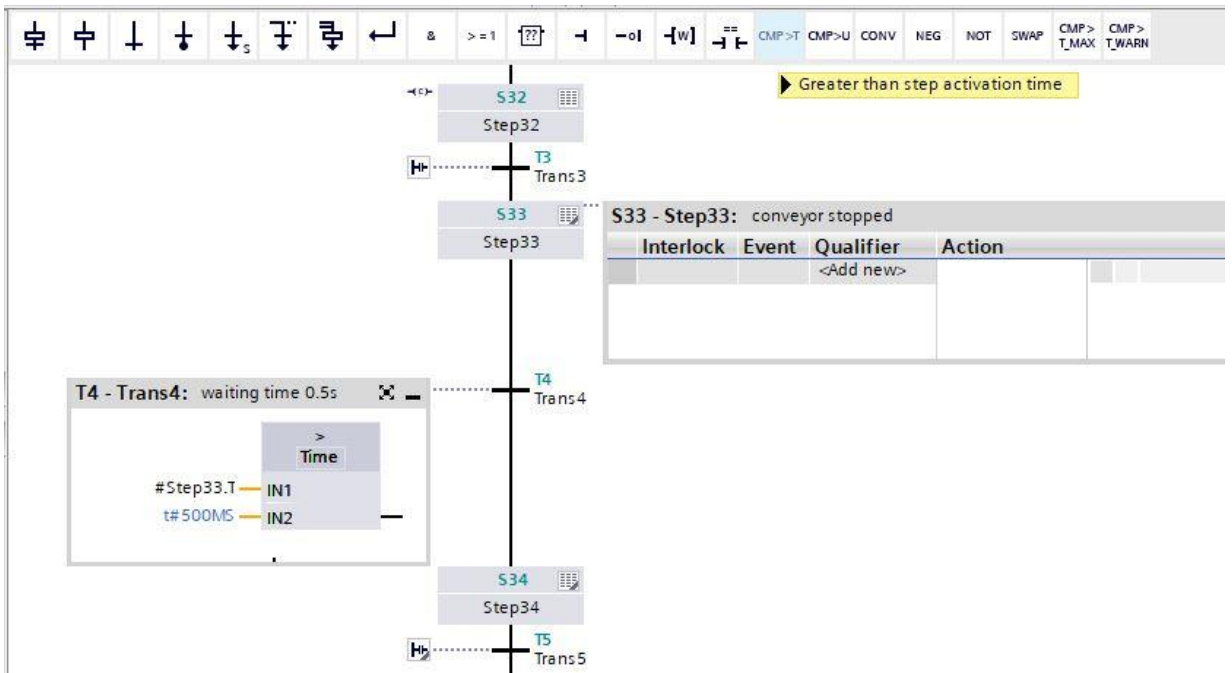 S
& >=1 ?? [W] == CMP>T CMP>U CONV NEG NOT SWAP CMP> T_MAX CMP> T_WARN
Greater than step activation time
(C)
S32
Step32
T3
Trans3
S33
Step33
S33 - Step33: conveyor stopped
Interlock Event Qualifier Action
<Add new>
T4 - Trans4: waiting time 0.5s
T4
Trans4
>
Time
#Step33.T IN1
t#500MS IN2
S34
Step34
T5
Trans5